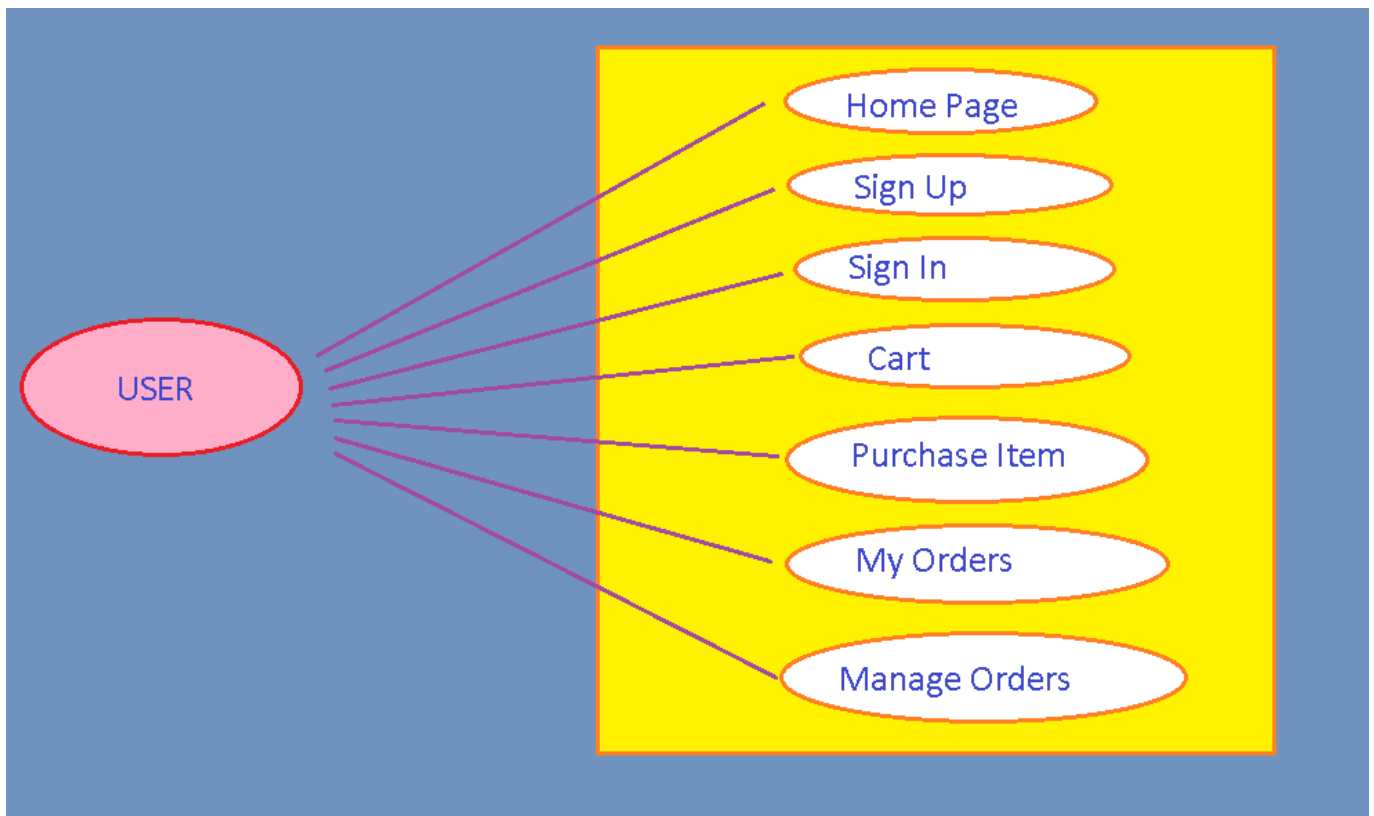 Home Page
Sign Up
Sign In
Cart
USER
Purchase Item
My Orders
Manage Orders